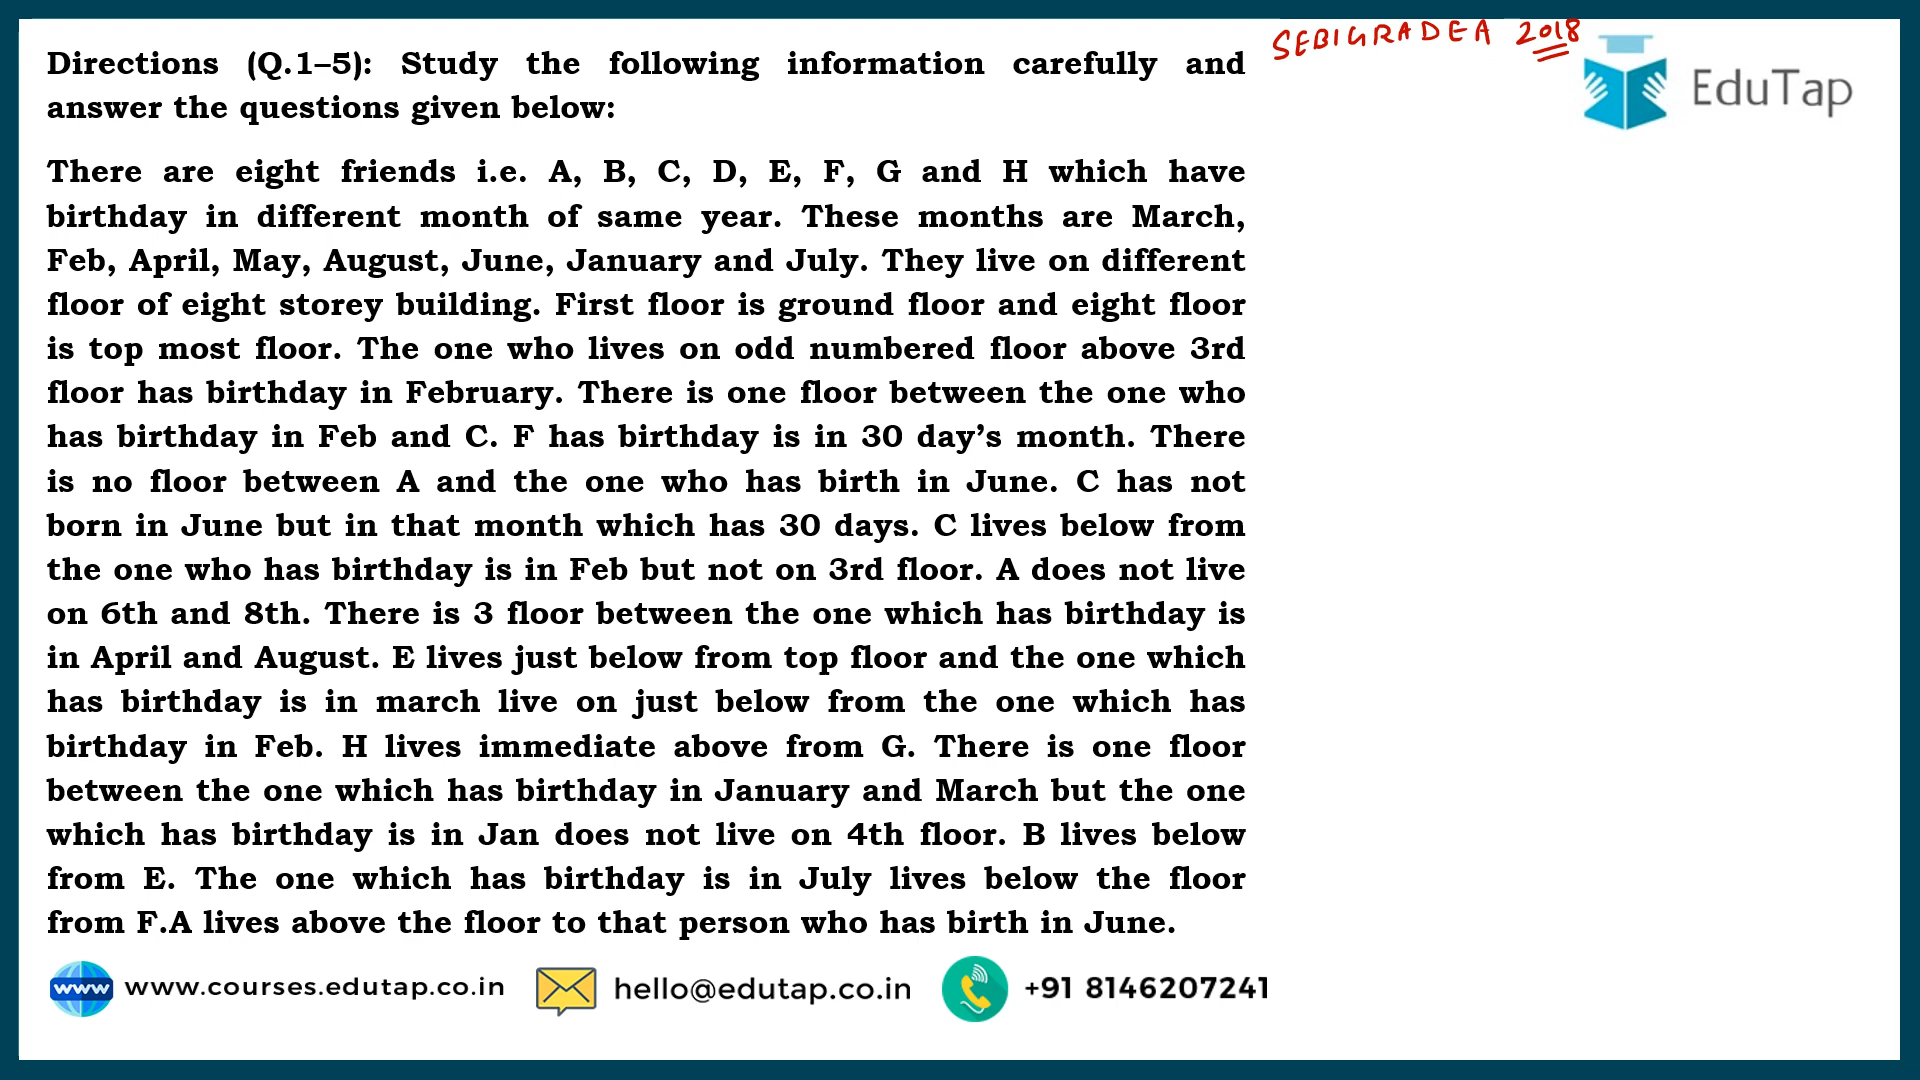 SEBI GRADE A 2018
EduTap
Directions (Q.1–5): Study the following information carefully and
answer the questions given below:
There are eight friends i.e. A, B, C, D, E, F, G and H which have
birthday in different month of same year. These months are March,
Feb, April, May, August, June, January and July. They live on different
floor of eight storey building. First floor is ground floor and eight floor
is top most floor. The one who lives on odd numbered floor above 3rd
floor has birthday in February. There is one floor between the one who
has birthday in Feb and C. F has birthday is in 30 day’s month. There
is no floor between A and the one who has birth in June. C has not
born in June but in that month which has 30 days. C lives below from
the one who has birthday is in Feb but not on 3rd floor. A does not live
on 6th and 8th. There is 3 floor between the one which has birthday is
in April and August. E lives just below from top floor and the one which
has birthday is in march live on just below from the one which has
birthday in Feb. H lives immediate above from G. There is one floor
between the one which has birthday in January and March but the one
which has birthday is in Jan does not live on 4th floor. B lives below
from E. The one which has birthday is in July lives below the floor
from F.A lives above the floor to that person who has birth in June.
www www.courses.edutap.co.in hello@edutap.co.in +91 8146207241